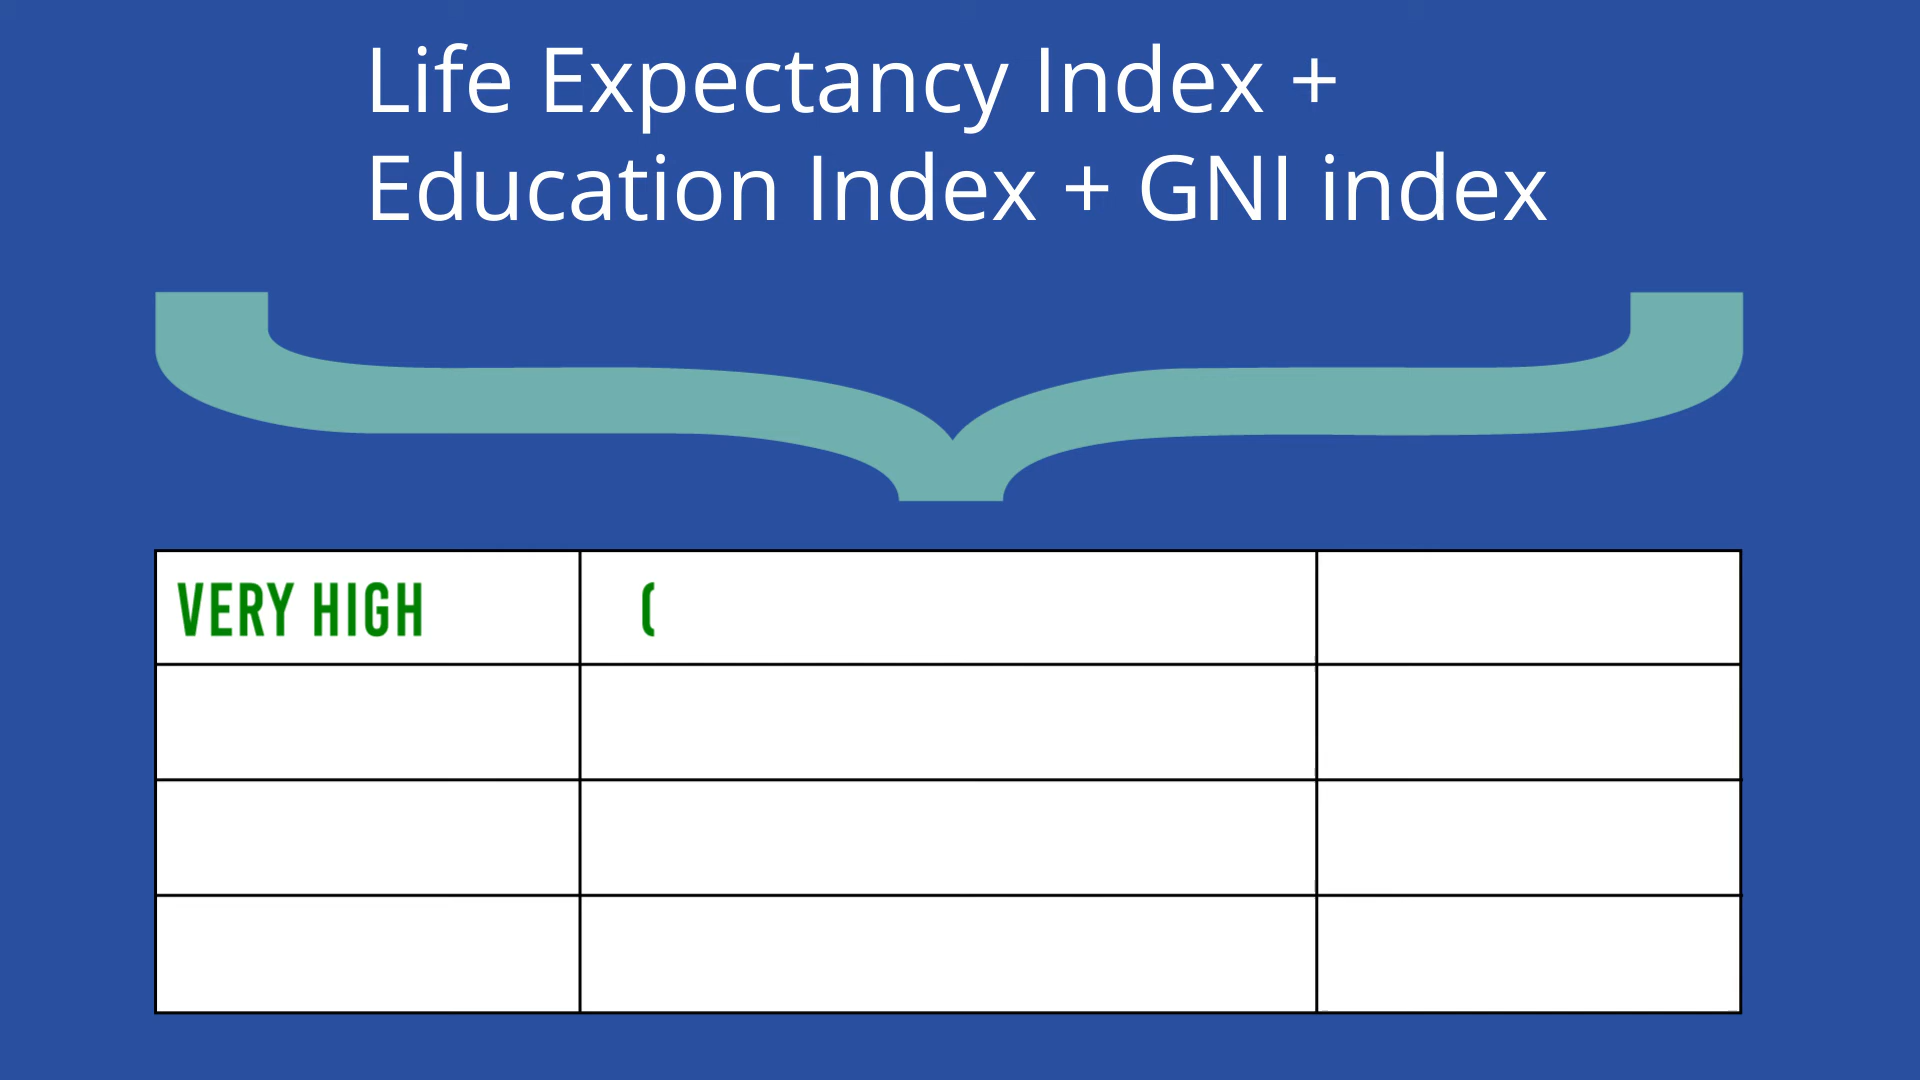 Life Expectancy Index +
Education Index + GNI index
VERY HIGH (